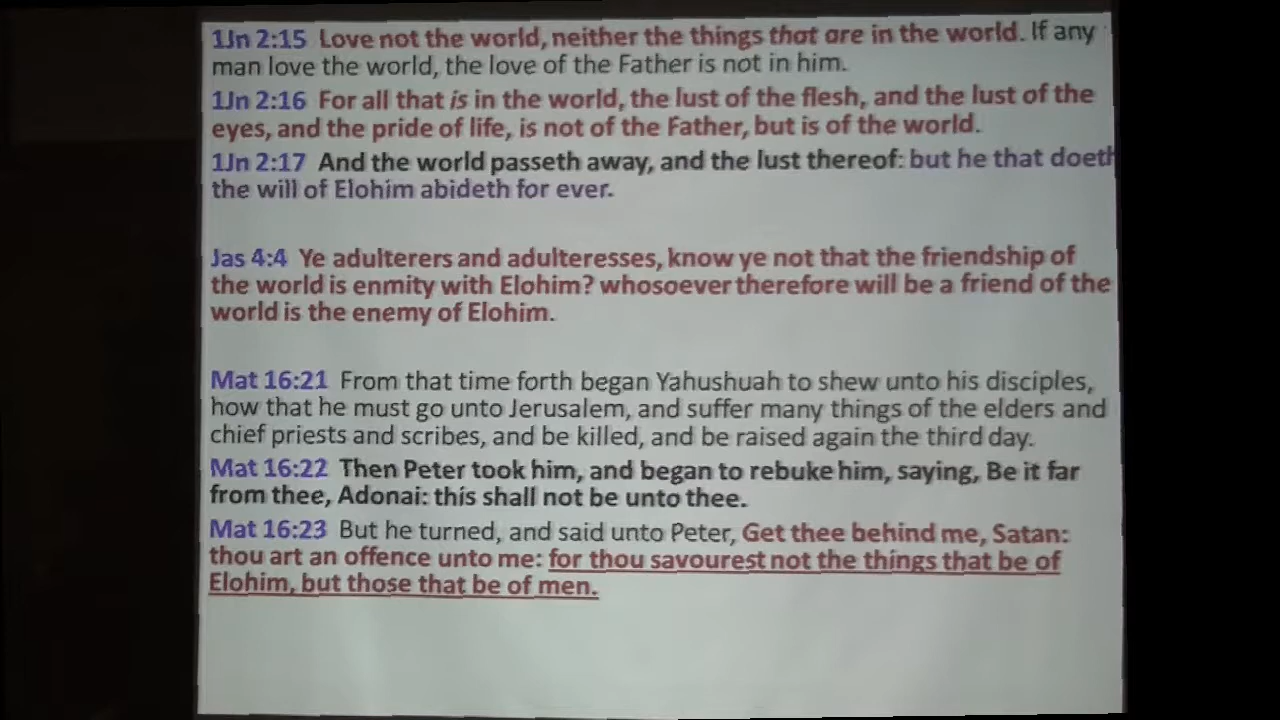 1Jn 2:15 Love not the world, neither the things that are in the world. If any
man love the world, the love of the Father is not in him.
1Jn 2:16 For all that is in the world, the lust of the flesh, and the lust of the
eyes, and the pride of life, is not of the Father, but is of the world.
1Jn 2:17 And the world passeth away, and the lust thereof: but he that doeth
the will of Elohim abideth for ever.
Jas 4:4 Ye adulterers and adulteresses, know ye not that the friendship of
the world is enmity with Elohim? whosoever therefore will be a friend of the
world is the enemy of Elohim.
Mat 16:21 From that time forth began Yahushuah to shew unto his disciples,
how that he must go unto Jerusalem, and suffer many things of the elders and
chief priests and scribes, and be killed, and be raised again the third day.
Mat 16:22 Then Peter took him, and began to rebuke him, saying, Be it far
from thee, Adonai: this shall not be unto thee.
Mat 16:23 But he turned, and said unto Peter, Get thee behind me, Satan:
thou art an offence unto me: for thou savourest not the things that be of
Elohim, but those that be of men.